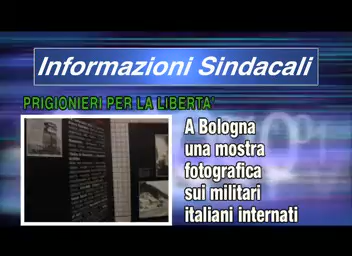 Informazioni Sindacali
PRIGIONIERI PER LA LIBERTA'
A Bologna
una mostra
fotografica
sui militari
italiani internati